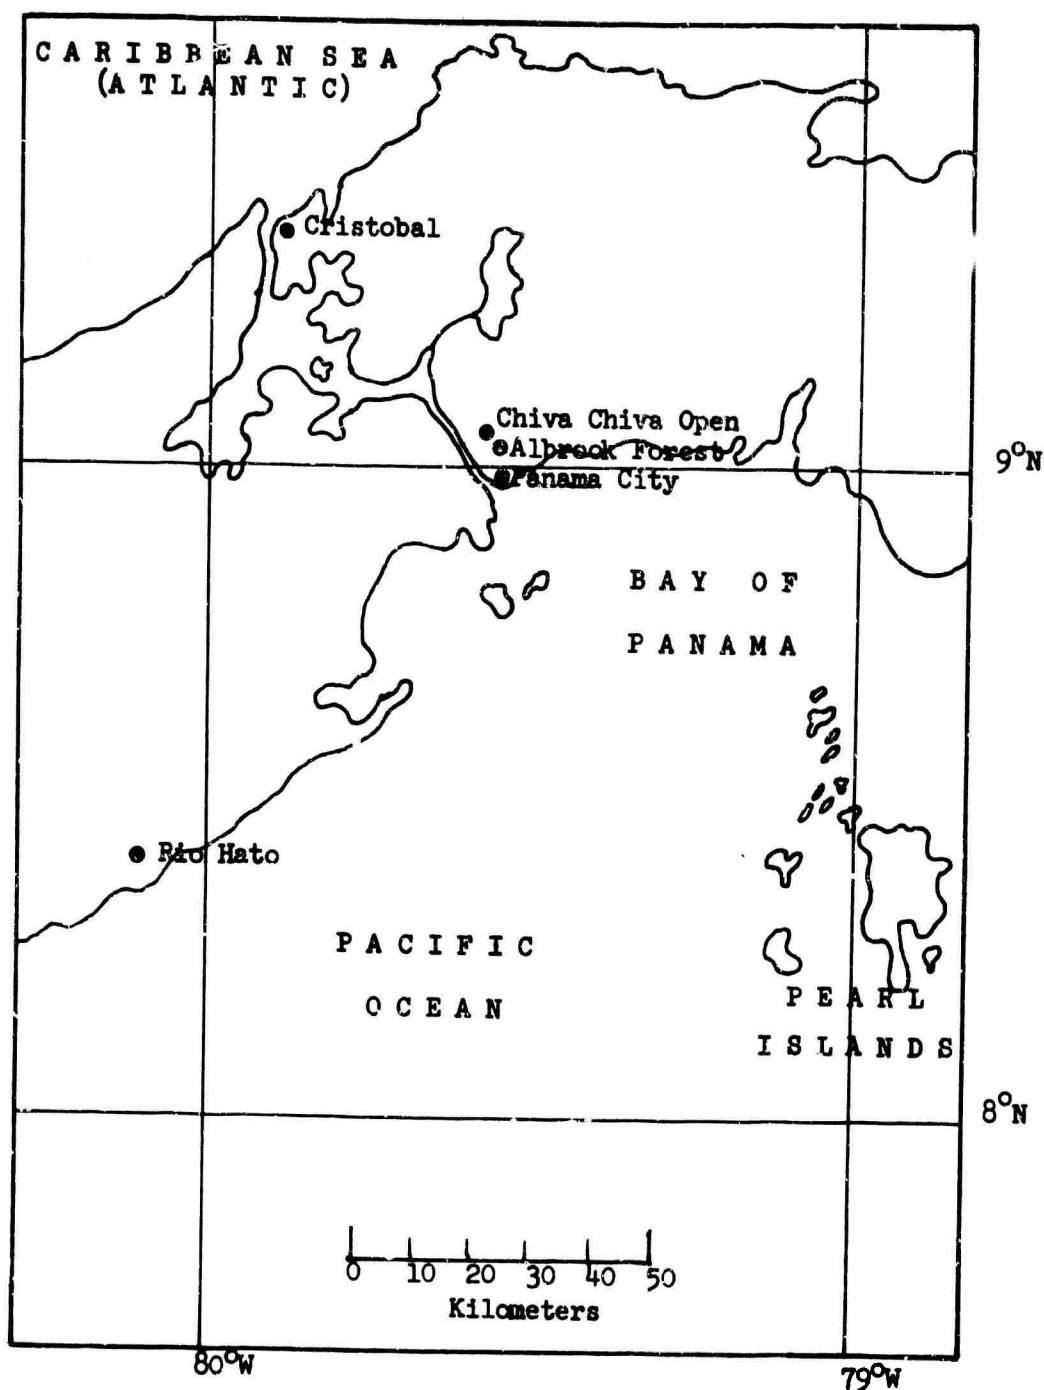 CARIBBEAN SEA
(ATLANTIC)
Cristobal
Chiva Chiva Open
Albrook Forest
9°N
Panama City
BAY OF
PANAMA
Rio Hato
PACIFIC
OCEAN
PEARL
ISLANDS
8°N
0 10 20 30 40 50
Kilometers
80°W
79°W